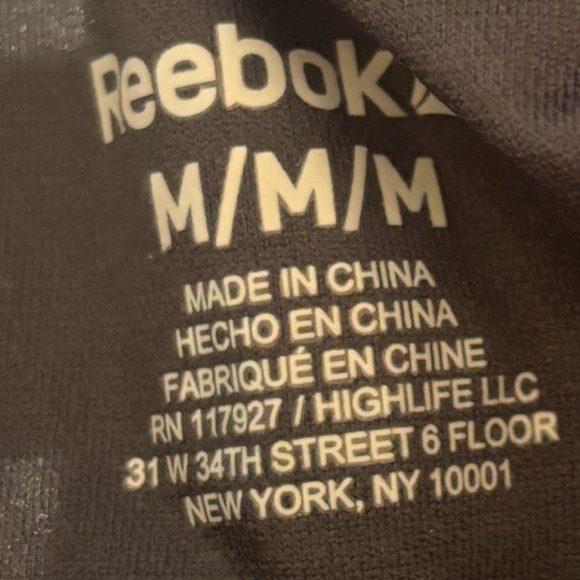 Reebok
M/M/M
MADE IN CHINA
HECHO EN CHINA
FABRIQUÉ EN CHINE
RN 117927 / HIGHLIFE LLC
31 W 34TH STREET 6 FLOOR
NEW YORK, NY 10001